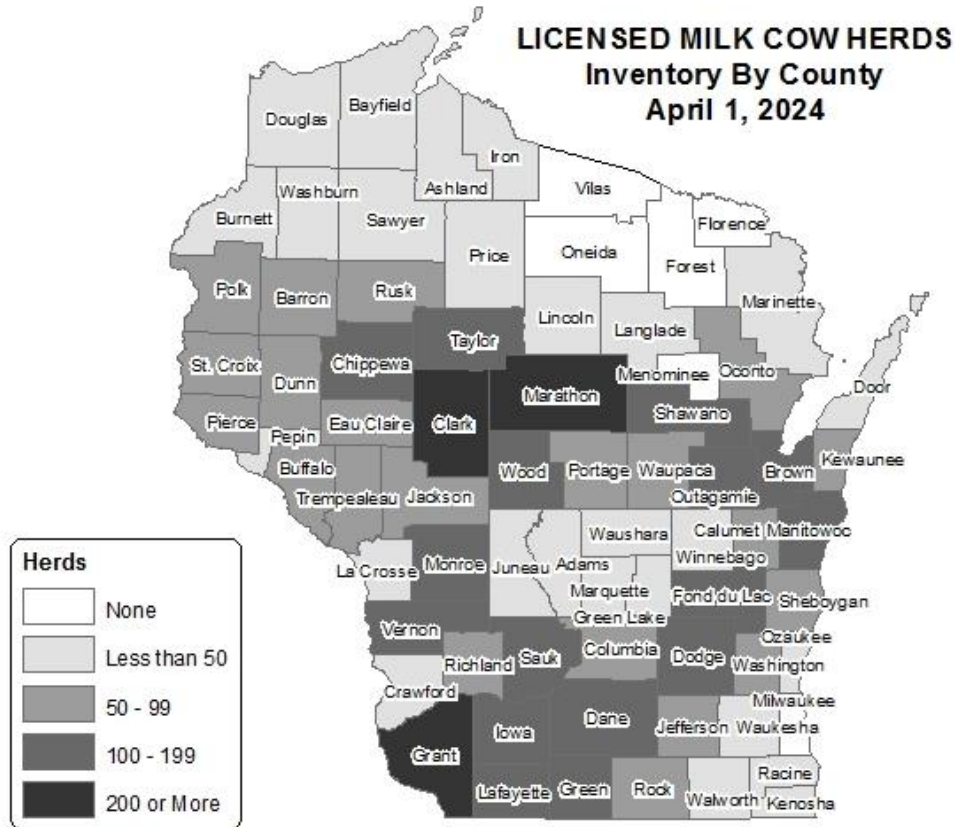 LICENSED MILK COW HERDS
Inventory By County
April 1, 2024
Bayfield
Douglas
Iron
Ashland
Vilas
Washburn
Burnett
Sawyer
Florence
Oneida
Price
Forest
Polk
Barron
Rusk
Marinette
Lincoln
Langlade
Taylor
Chippewa
St. Croix
Dunn
Menominee
Oconto
Door
Marathon
Shawano
Pierce
Eau Claire
Clark
Pepin
Buffalo
Wood
Portage
Waupaca
Brown
Kewaunee
Trempealeau
Jackson
Outagamie
Waushara
Calumet
Manitowoc
Winnebago
La Crosse
Monroe
Juneau
Adams
Marquette
Fond du Lac
Sheboygan
Green Lake
Vernon
Ozaukee
Richland
Sauk
Columbia
Dodge
Washington
Crawford
Milwaukee
Dane
Iowa
Jefferson
Waukesha
Grant
Racine
Lafayette
Green
Rock
Walworth
Kenosha
Herds
None
Less than 50
50 - 99
100 - 199
200 or More